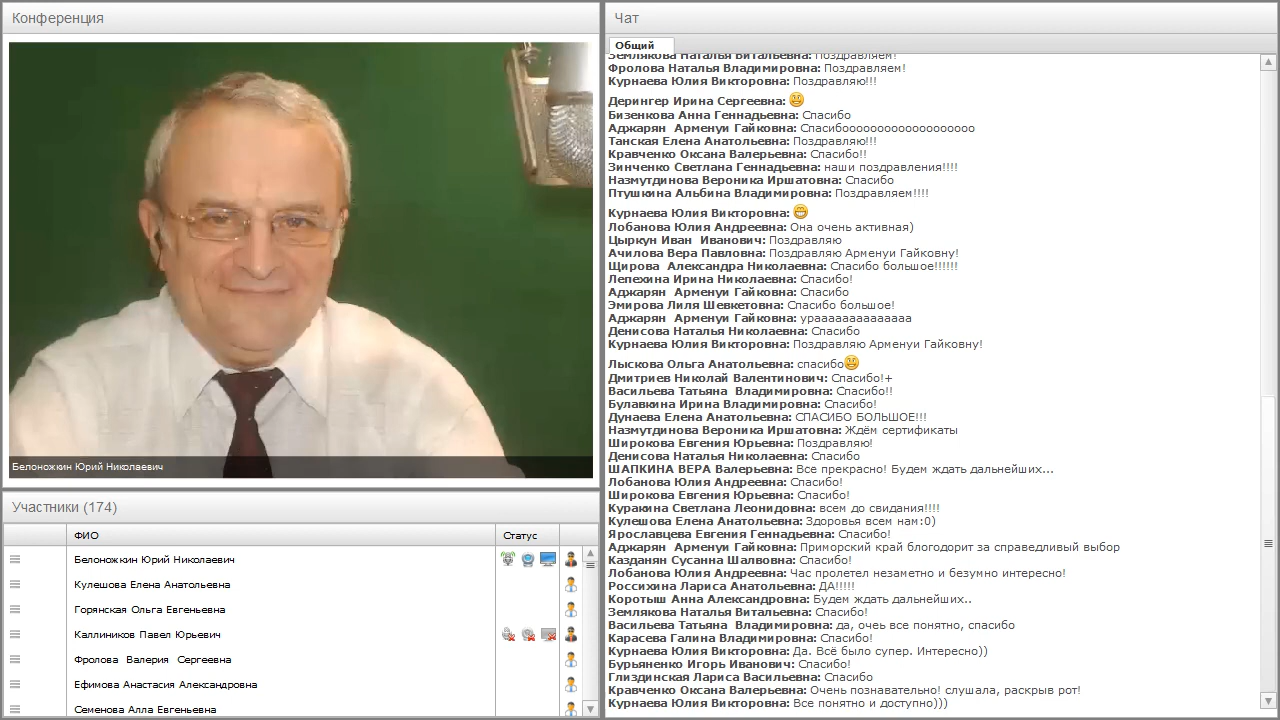 Конференция
Белоножкин Юрий Николаевич
Участники (174)
ФИО Статус
Белоножкин Юрий Николаевич
Кулешова Елена Анатольевна
Горянская Ольга Евгеньевна
Каллиников Павел Юрьевич
Фролова Валерия Сергеевна
Ефимова Анастасия Александровна
Семенова Алла Евгеньевна
Чат
Общий
Землякова Наталья Витальевна: Поздравляем!
Фролова Наталья Владимировна: Поздравляем!
Курнаева Юлия Викторовна: Поздравляю!!!
Дерингер Ирина Сергеевна:
Бизенкова Анна Геннадьевна: Спасибо
Аджарян Арменуи Гайковна: Спасибооооооооооооооооооо
Танская Елена Анатольевна: Поздравляю!!!
Кравченко Оксана Валерьевна: Спасибо!!
Зинченко Светлана Геннадьевна: наши поздравления!!!!
Назмутдинова Вероника Иршатовна: Спасибо
Птушкина Альбина Владимировна: Поздравляем!!!!
Курнаева Юлия Викторовна:
Лобанова Юлия Андреевна: Она очень активная)
Цыркун Иван Иванович: Поздравляю
Ачилова Вера Павловна: Поздравляю Арменуи Гайковну!
Щирова Александра Николаевна: Спасибо большое!!!!!!
Лепехина Ирина Николаевна: Спасибо!
Аджарян Арменуи Гайковна: Спасибо
Эмирова Лиля Шевкетовна: Спасибо большое!
Аджарян Арменуи Гайковна: ураааааааааааааа
Денисова Наталья Николаевна: Спасибо
Курнаева Юлия Викторовна: Поздравляю Арменуи Гайковну!
Лыскова Ольга Анатольевна: спасибо
Дмитриев Николай Валентинович: Спасибо!+
Васильева Татьяна Владимировна: Спасибо!!
Булавкина Ирина Владимировна: Спасибо!
Дунаева Елена Анатольевна: СПАСИБО БОЛЬШОЕ!!!
Назмутдинова Вероника Иршатовна: Ждём сертификаты
Широкова Евгения Юрьевна: Поздравляю!
Денисова Наталья Николаевна: Спасибо
ШАПКИНА ВЕРА Валерьевна: Все прекрасно! Будем ждать дальнейших...
Лобанова Юлия Андреевна: Спасибо!
Широкова Евгения Юрьевна: Спасибо!
Куракина Светлана Леонидовна: всем до свидания!!!!
Кулешова Елена Анатольевна: Здоровья всем нам:0)
Ярославцева Евгения Геннадьевна: Спасибо!
Аджарян Арменуи Гайковна: Приморский край блогодорит за справедливый выбор
Казданян Сусанна Шалвовна: Спасибо!
Лобанова Юлия Андреевна: Час пролетел незаметно и безумно интересно!
Россихина Лариса Анатольевна: ДА!!!!!
Коротыш Анна Александровна: Будем ждать дальнейших..
Землякова Наталья Витальевна: Спасибо!
Васильева Татьяна Владимировна: да, очеь все понятно, спасибо
Карасева Галина Владимировна: Спасибо!
Курнаева Юлия Викторовна: Да. Всё было супер. Интересно))
Бурьяненко Игорь Иванович: Спасибо!
Глиздинская Лариса Васильевна: Спасибо
Кравченко Оксана Валерьевна: Очень познавательно! слушала, раскрыв рот!
Курнаева Юлия Викторовна: Все понятно и доступно)))